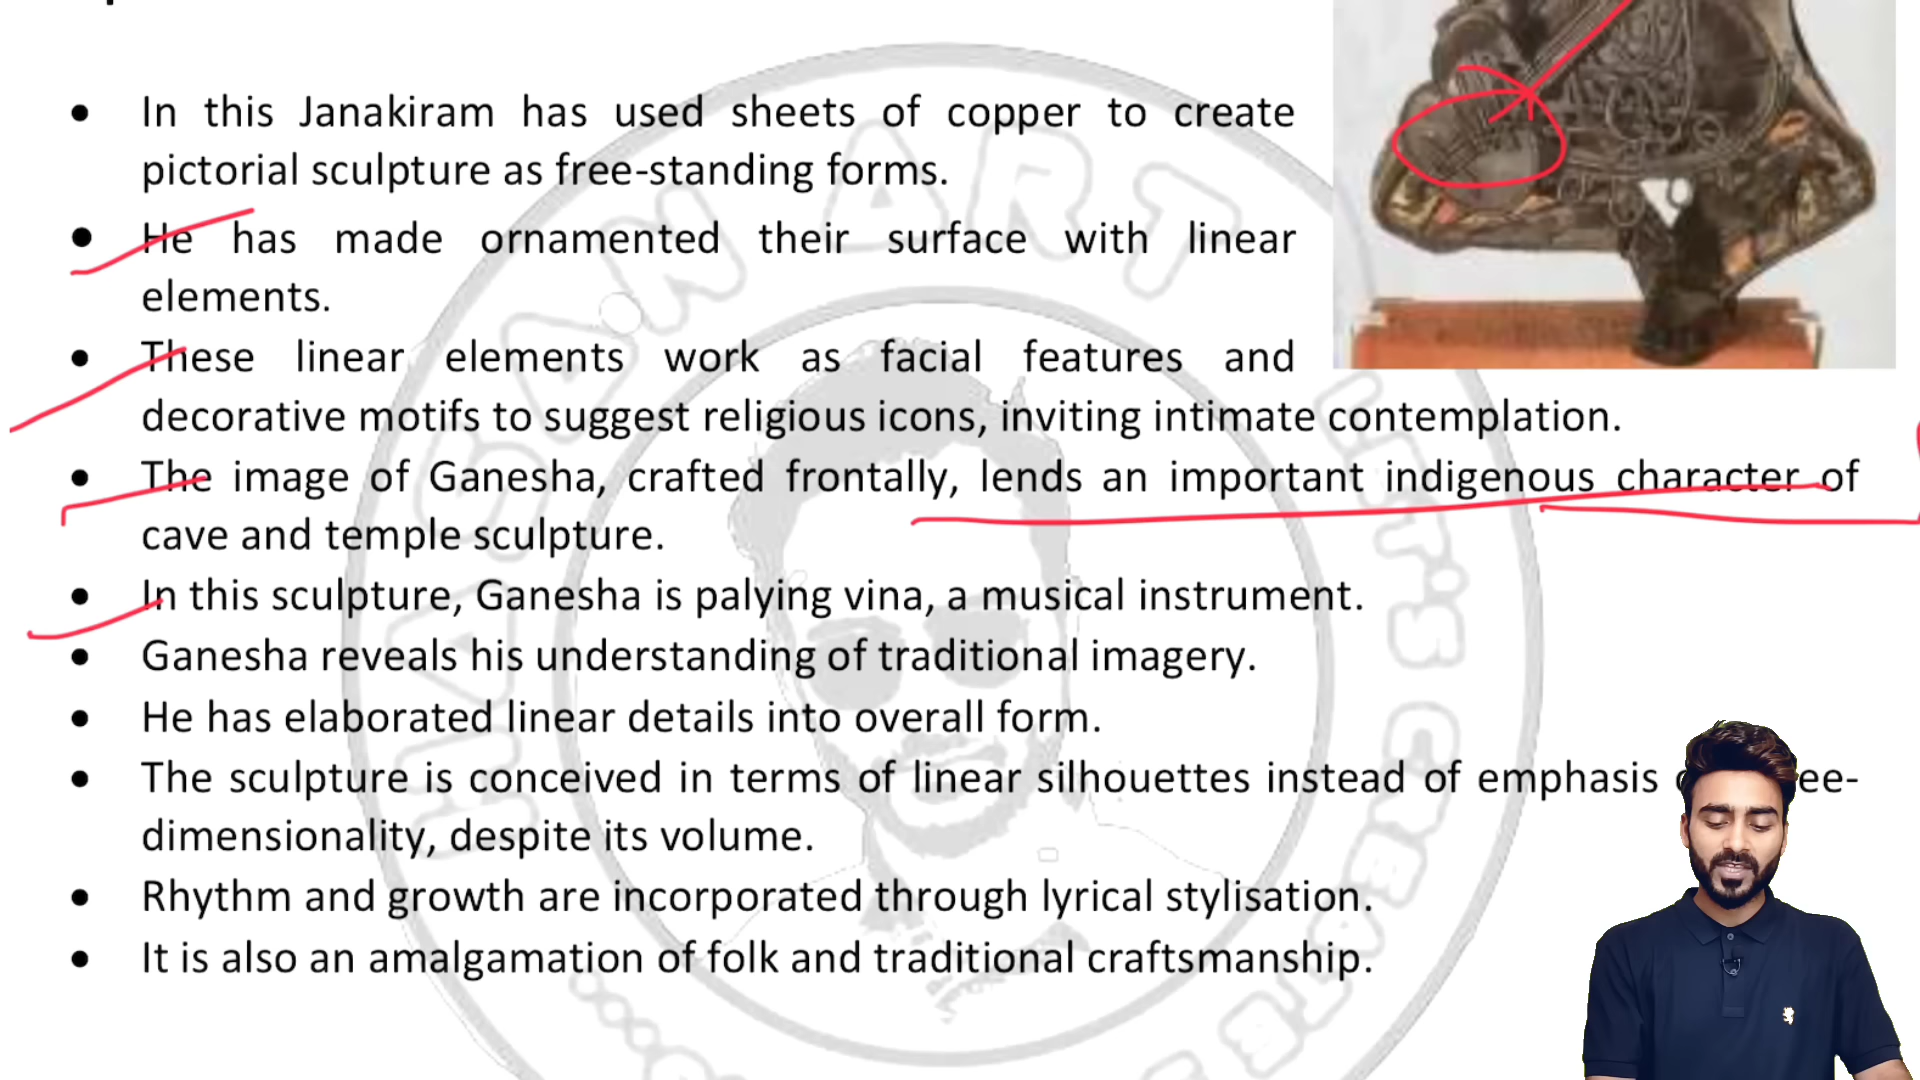 • In this Janakiram has used sheets of copper to create
pictorial sculpture as free-standing forms.
• He has made ornamented their surface with linear
elements.
• These linear elements work as facial features and
decorative motifs to suggest religious icons, inviting intimate contemplation.
• The image of Ganesha, crafted frontally, lends an important indigenous character of
cave and temple sculpture.
• In this sculpture, Ganesha is palying vina, a musical instrument.
• Ganesha reveals his understanding of traditional imagery.
• He has elaborated linear details into overall form.
• The sculpture is conceived in terms of linear silhouettes instead of emphasis ee-
dimensionality, despite its volume.
• Rhythm and growth are incorporated through lyrical stylisation.
• It is also an amalgamation of folk and traditional craftsmanship.
HASSAN ART
LET'S CREATE